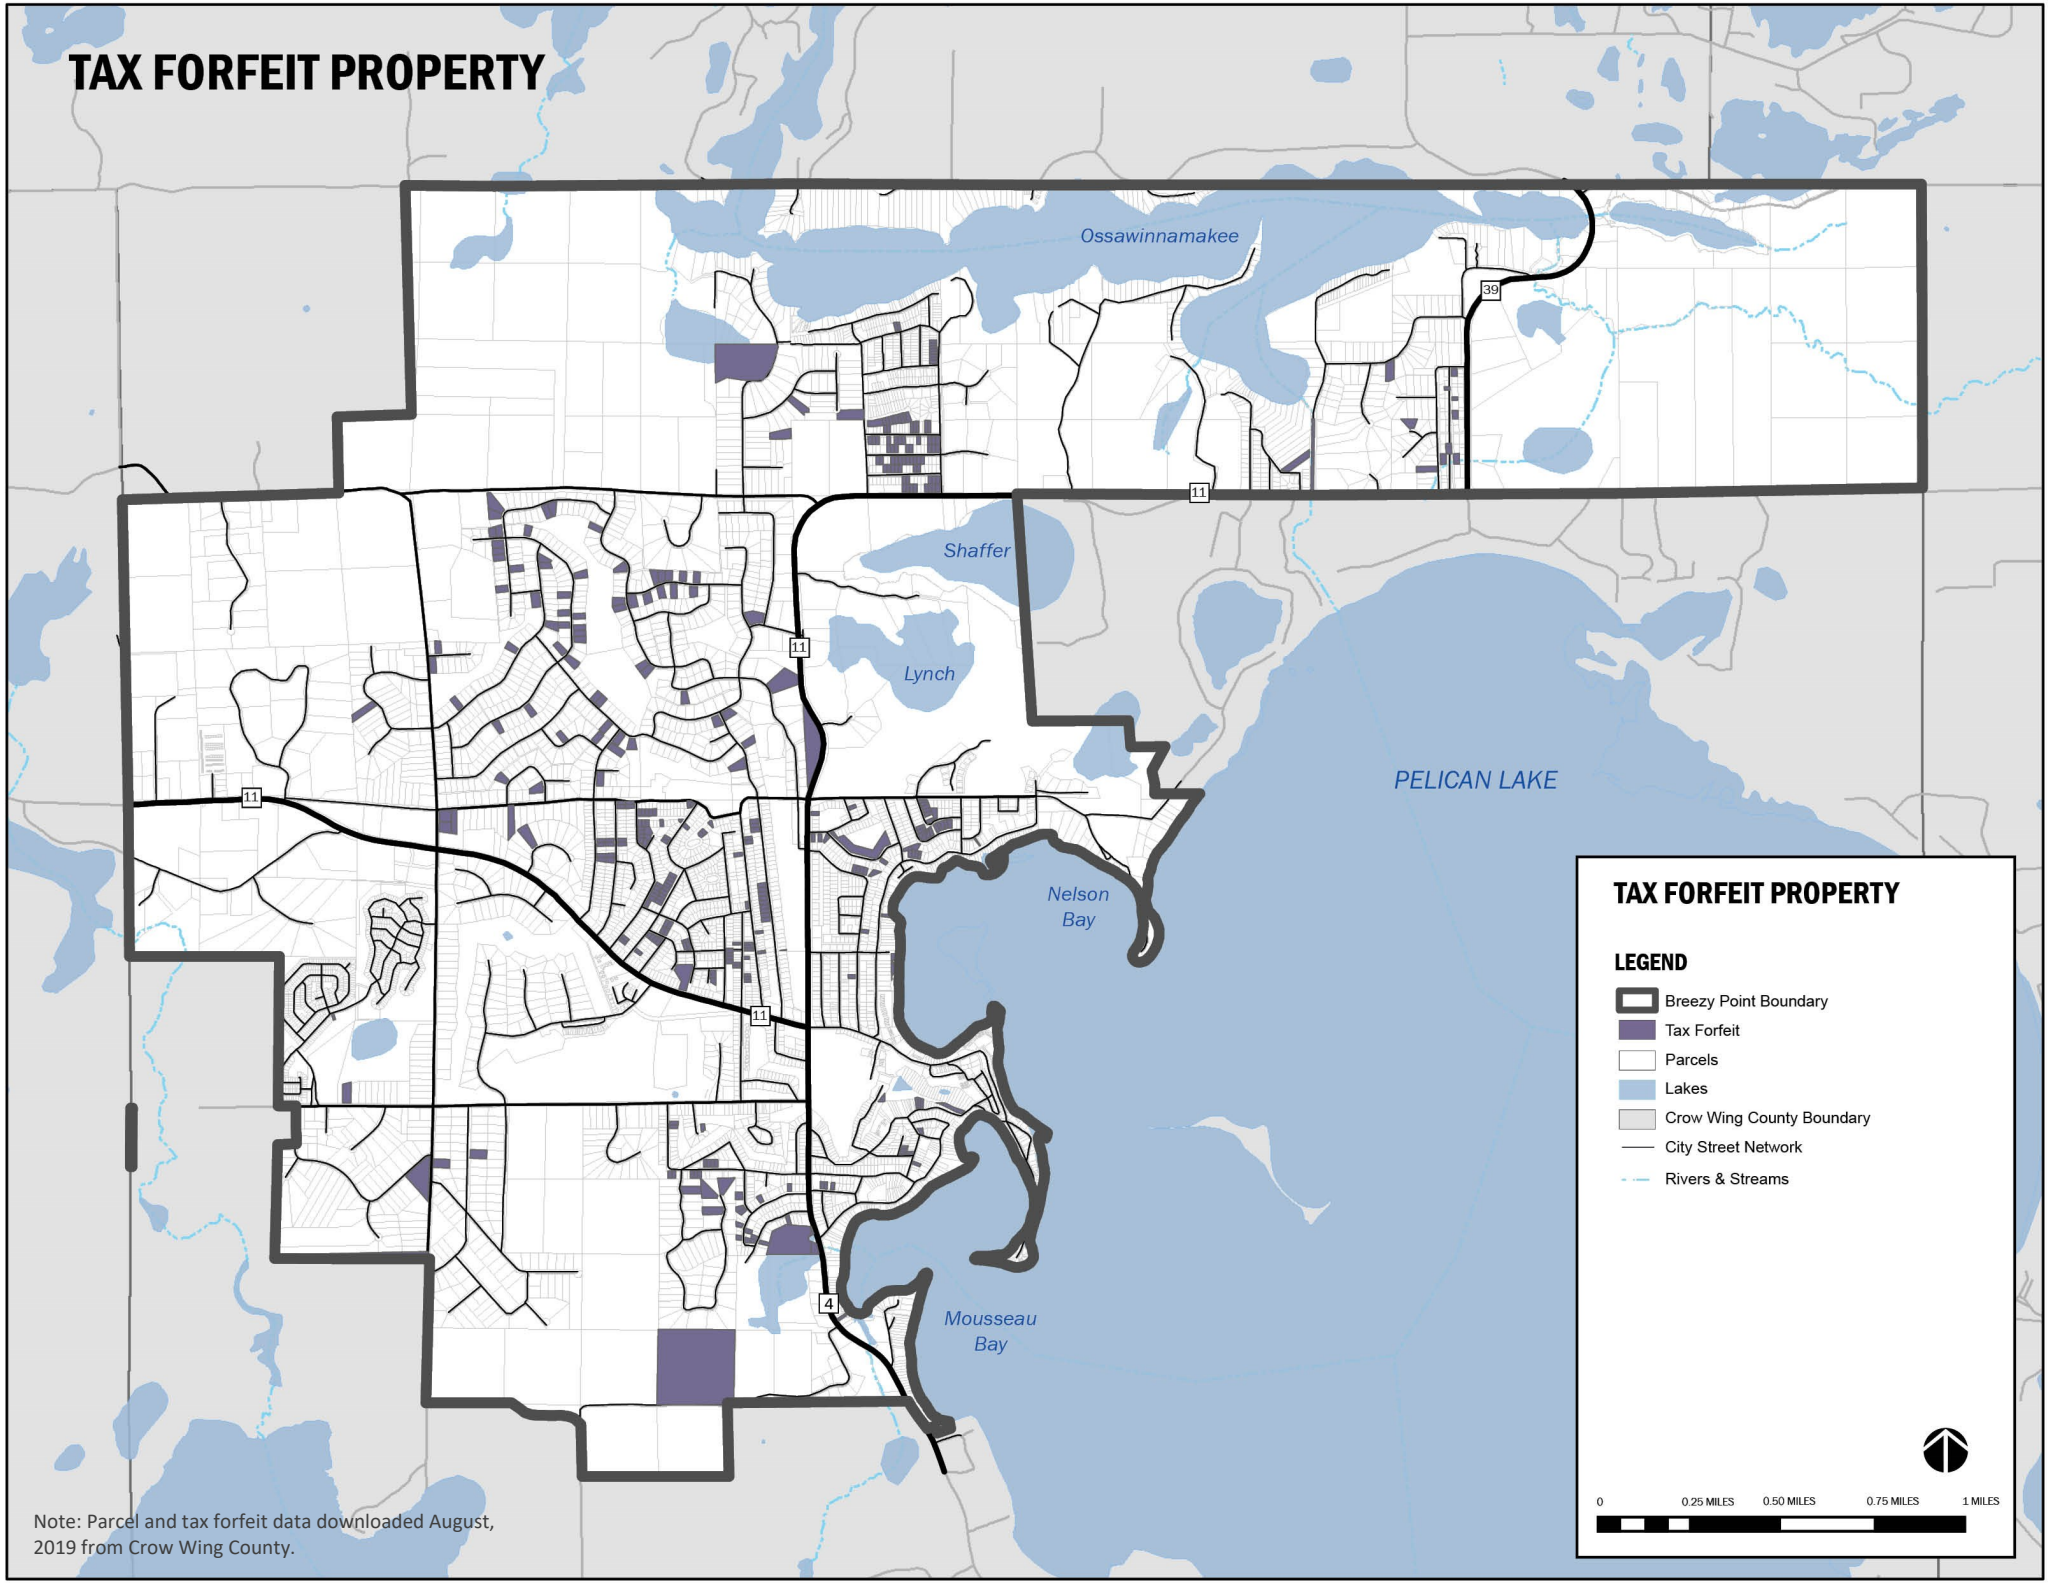 TAX FORFEIT PROPERTY
Ossawinnamakee
39
11
Shaffer
11
Lynch
PELICAN LAKE
11
Nelson
Bay
11
4
Mousseau
Bay
TAX FORFEIT PROPERTY
LEGEND
Breezy Point Boundary
Tax Forfeit
Parcels
Lakes
Crow Wing County Boundary
City Street Network
Rivers & Streams
0 0.25 MILES 0.50 MILES 0.75 MILES 1 MILES
Note: Parcel and tax forfeit data downloaded August,
2019 from Crow Wing County.